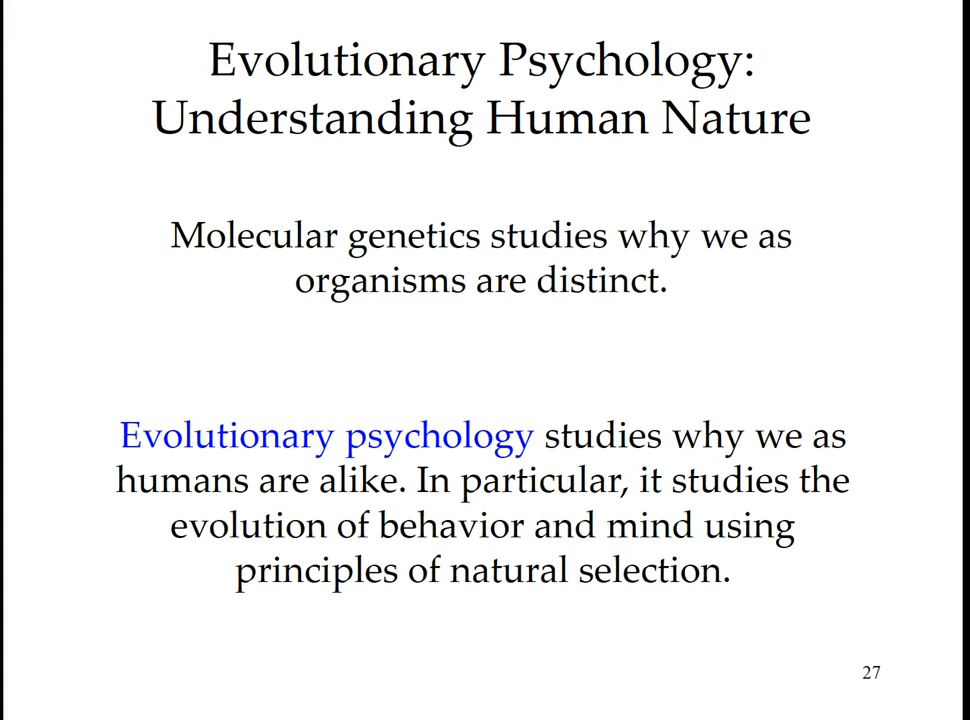 Evolutionary Psychology:
Understanding Human Nature
Molecular genetics studies why we as
organisms are distinct.
Evolutionary psychology studies why we as
humans are alike. In particular, it studies the
evolution of behavior and mind using
principles of natural selection.
27